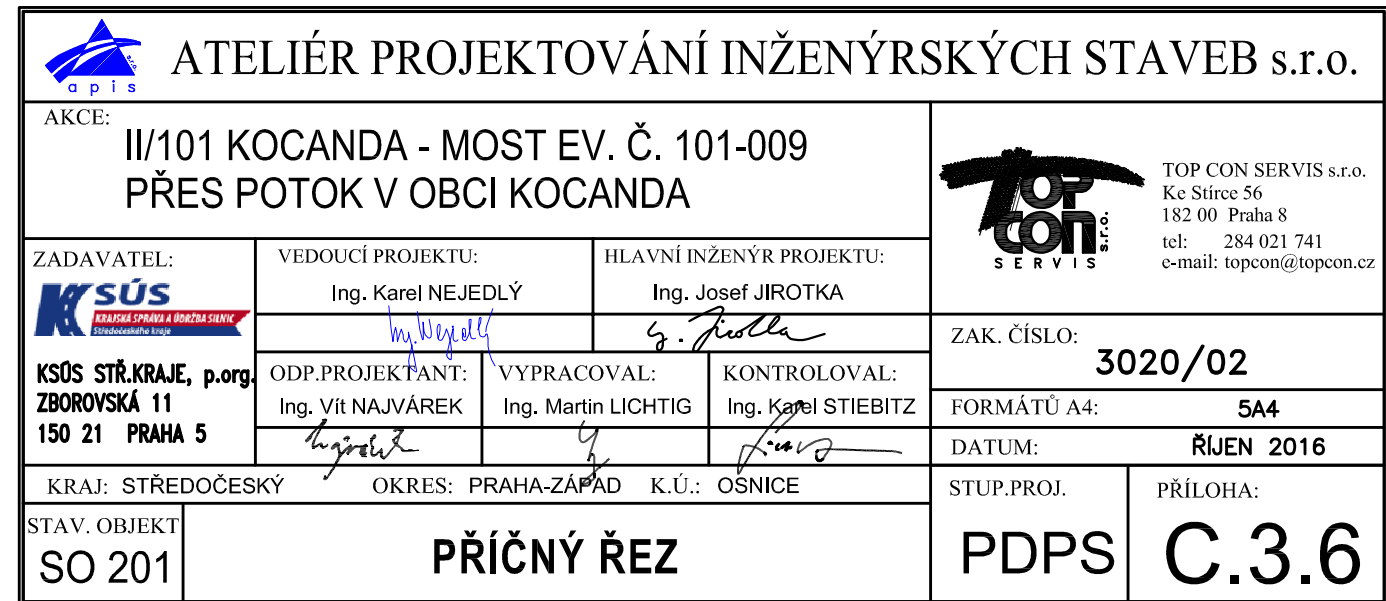 apis s.r.o.
ATELIÉR PROJEKTOVÁNÍ INŽENÝRSKÝCH STAVEB s.r.o.
AKCE:
II/101 KOCANDA - MOST EV. Č. 101-009
PŘES POTOK V OBCI KOCANDA
TOP
CON
s.r.o.
SERVIS
TOP CON SERVIS s.r.o.
Ke Stírce 56
182 00 Praha 8
tel: 284 021 741
e-mail: topcon@topcon.cz
ZADAVATEL:
KSÚS
KRAJSKÁ SPRÁVA A ÚDRŽBA SILNIC
Středočeského kraje
KSÚS STŘ.KRAJE, p.org.
ZBOROVSKÁ 11
150 21 PRAHA 5
VEDOUCÍ PROJEKTU:
Ing. Karel NEJEDLÝ
HLAVNÍ INŽENÝR PROJEKTU:
Ing. Josef JIROTKA
ODP.PROJEKTANT:
Ing. Vít NAJVÁREK
VYPRACOVAL:
Ing. Martin LICHTIG
KONTROLOVAL:
Ing. Karel STIEBITZ
ZAK. ČÍSLO:
3020/02
FORMÁTŮ A4: 5A4
DATUM: ŘÍJEN 2016
KRAJ: STŘEDOČESKÝ OKRES: PRAHA-ZÁPAD K.Ú.: OSNICE
STAV. OBJEKT
SO 201
PŘÍČNÝ ŘEZ
STUP.PROJ.
PDPS
PŘÍLOHA:
C.3.6